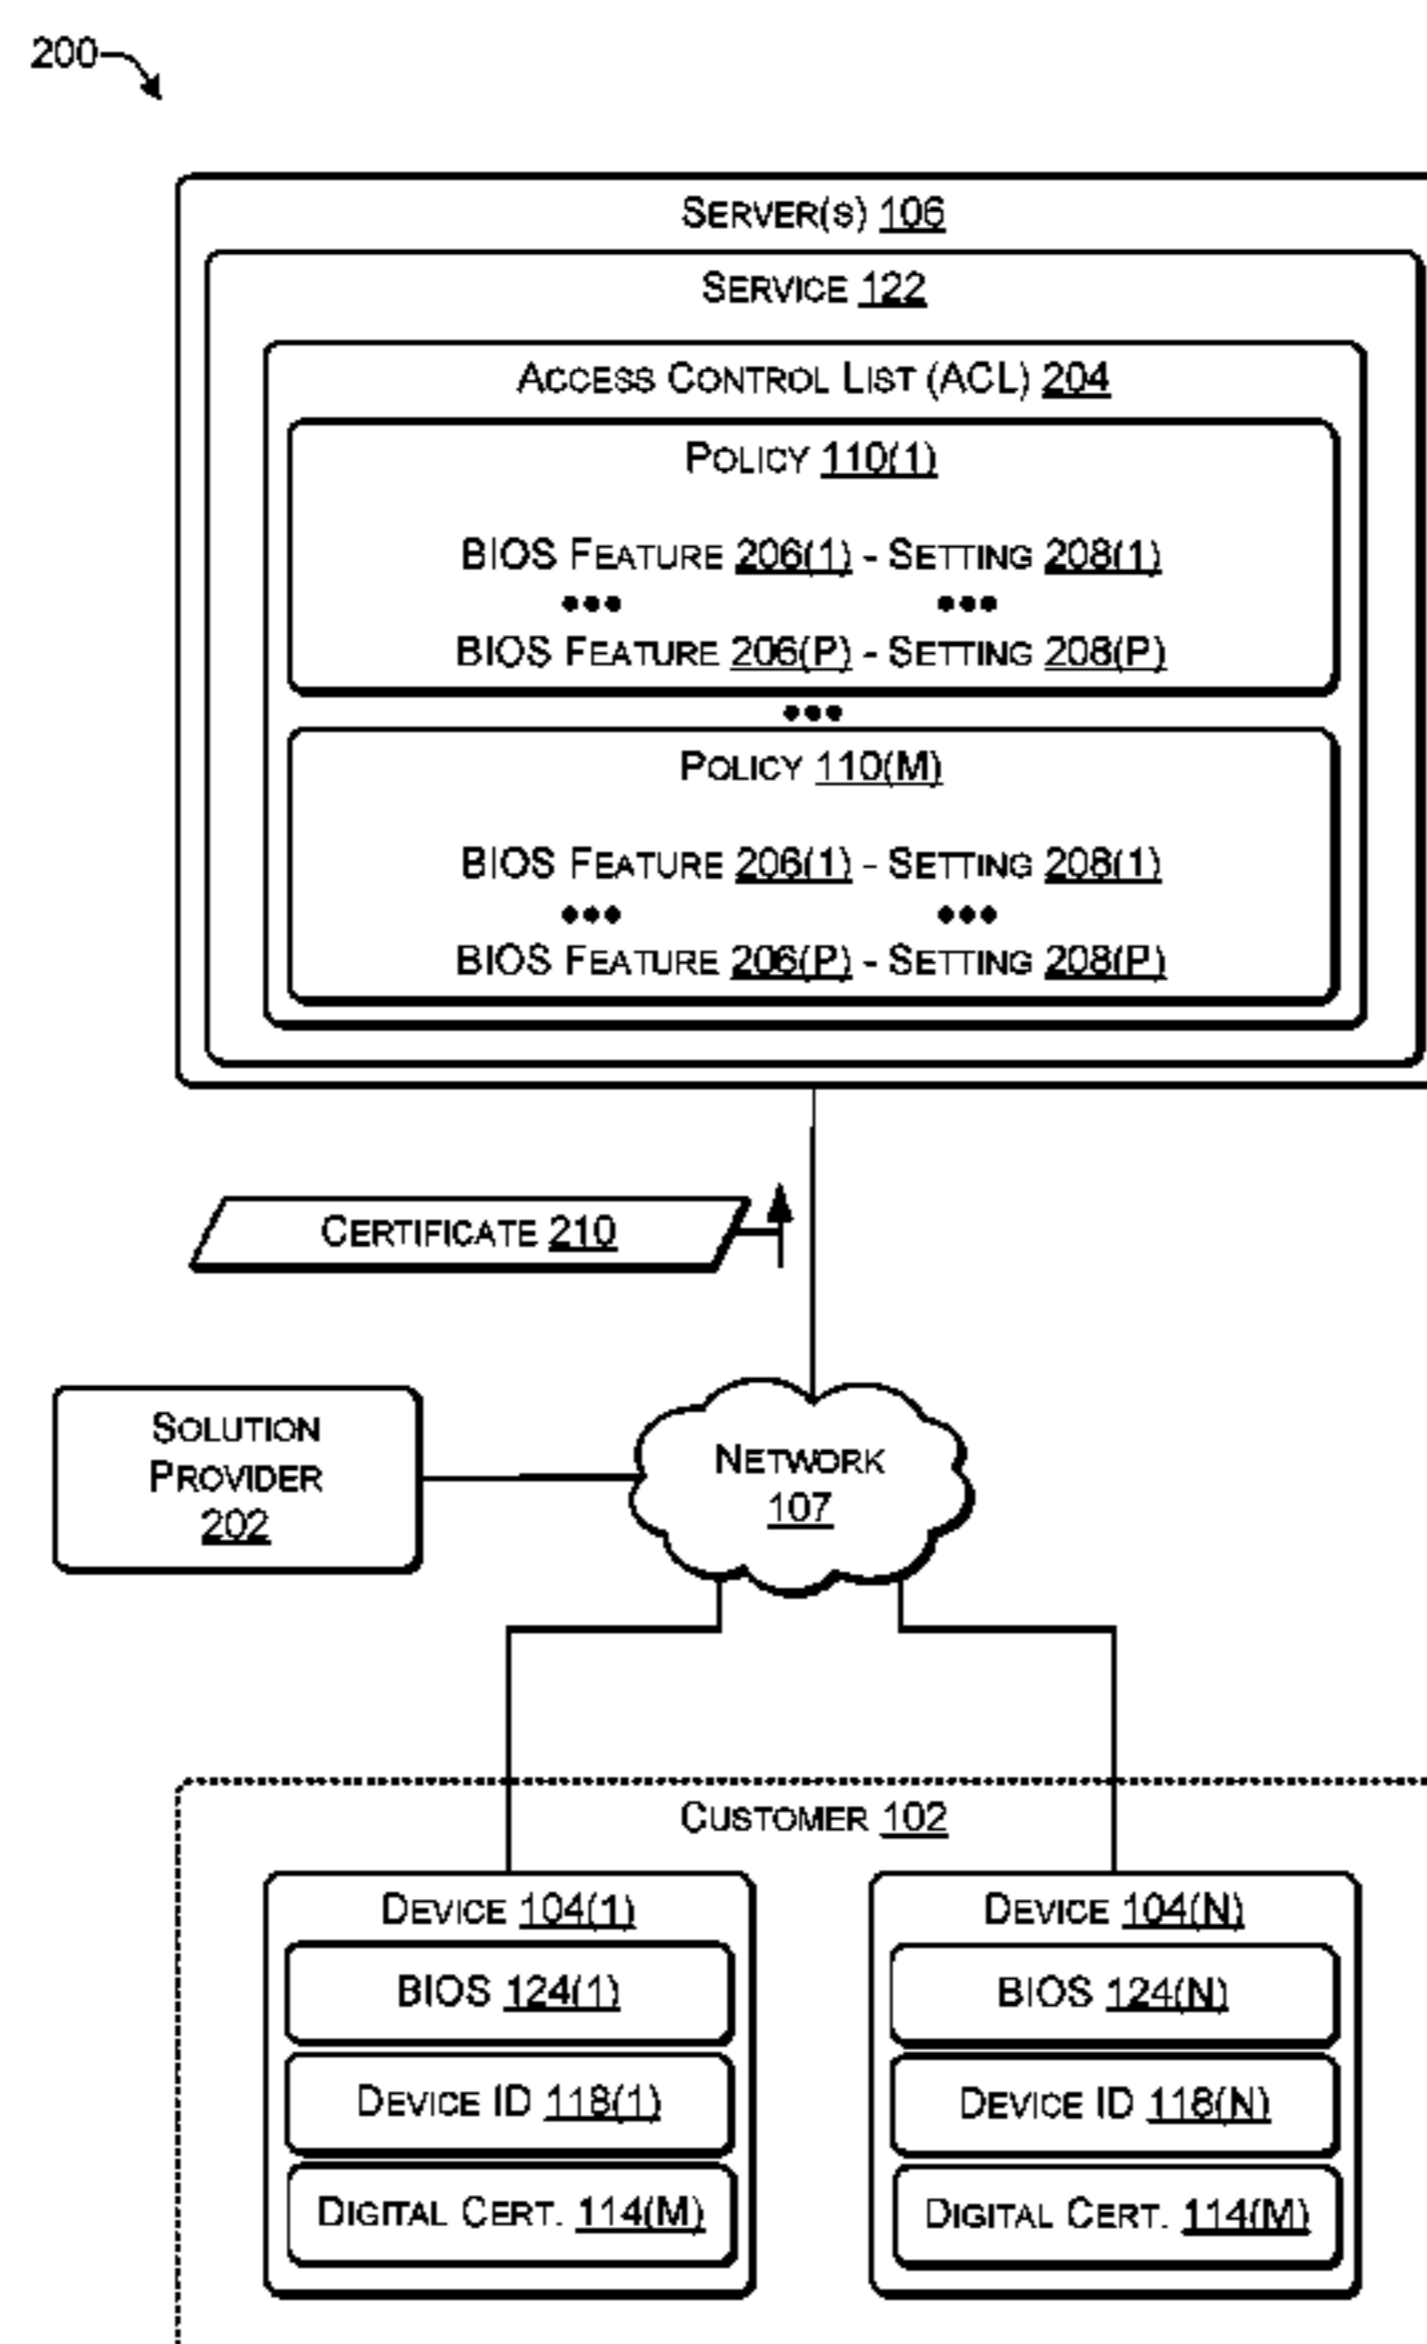 200
SERVER(S) 106
SERVICE 122
ACCESS CONTROL LIST (ACL) 204
POLICY 110(1)
BIOS FEATURE 206(1) - SETTING 208(1)
••• •••
BIOS FEATURE 206(P) - SETTING 208(P)
•••
POLICY 110(M)
BIOS FEATURE 206(1) - SETTING 208(1)
••• •••
BIOS FEATURE 206(P) - SETTING 208(P)
CERTIFICATE 210
SOLUTION
PROVIDER
202
NETWORK
107
CUSTOMER 102
DEVICE 104(1)
BIOS 124(1)
DEVICE ID 118(1)
DIGITAL CERT. 114(M)
DEVICE 104(N)
BIOS 124(N)
DEVICE ID 118(N)
DIGITAL CERT. 114(M)